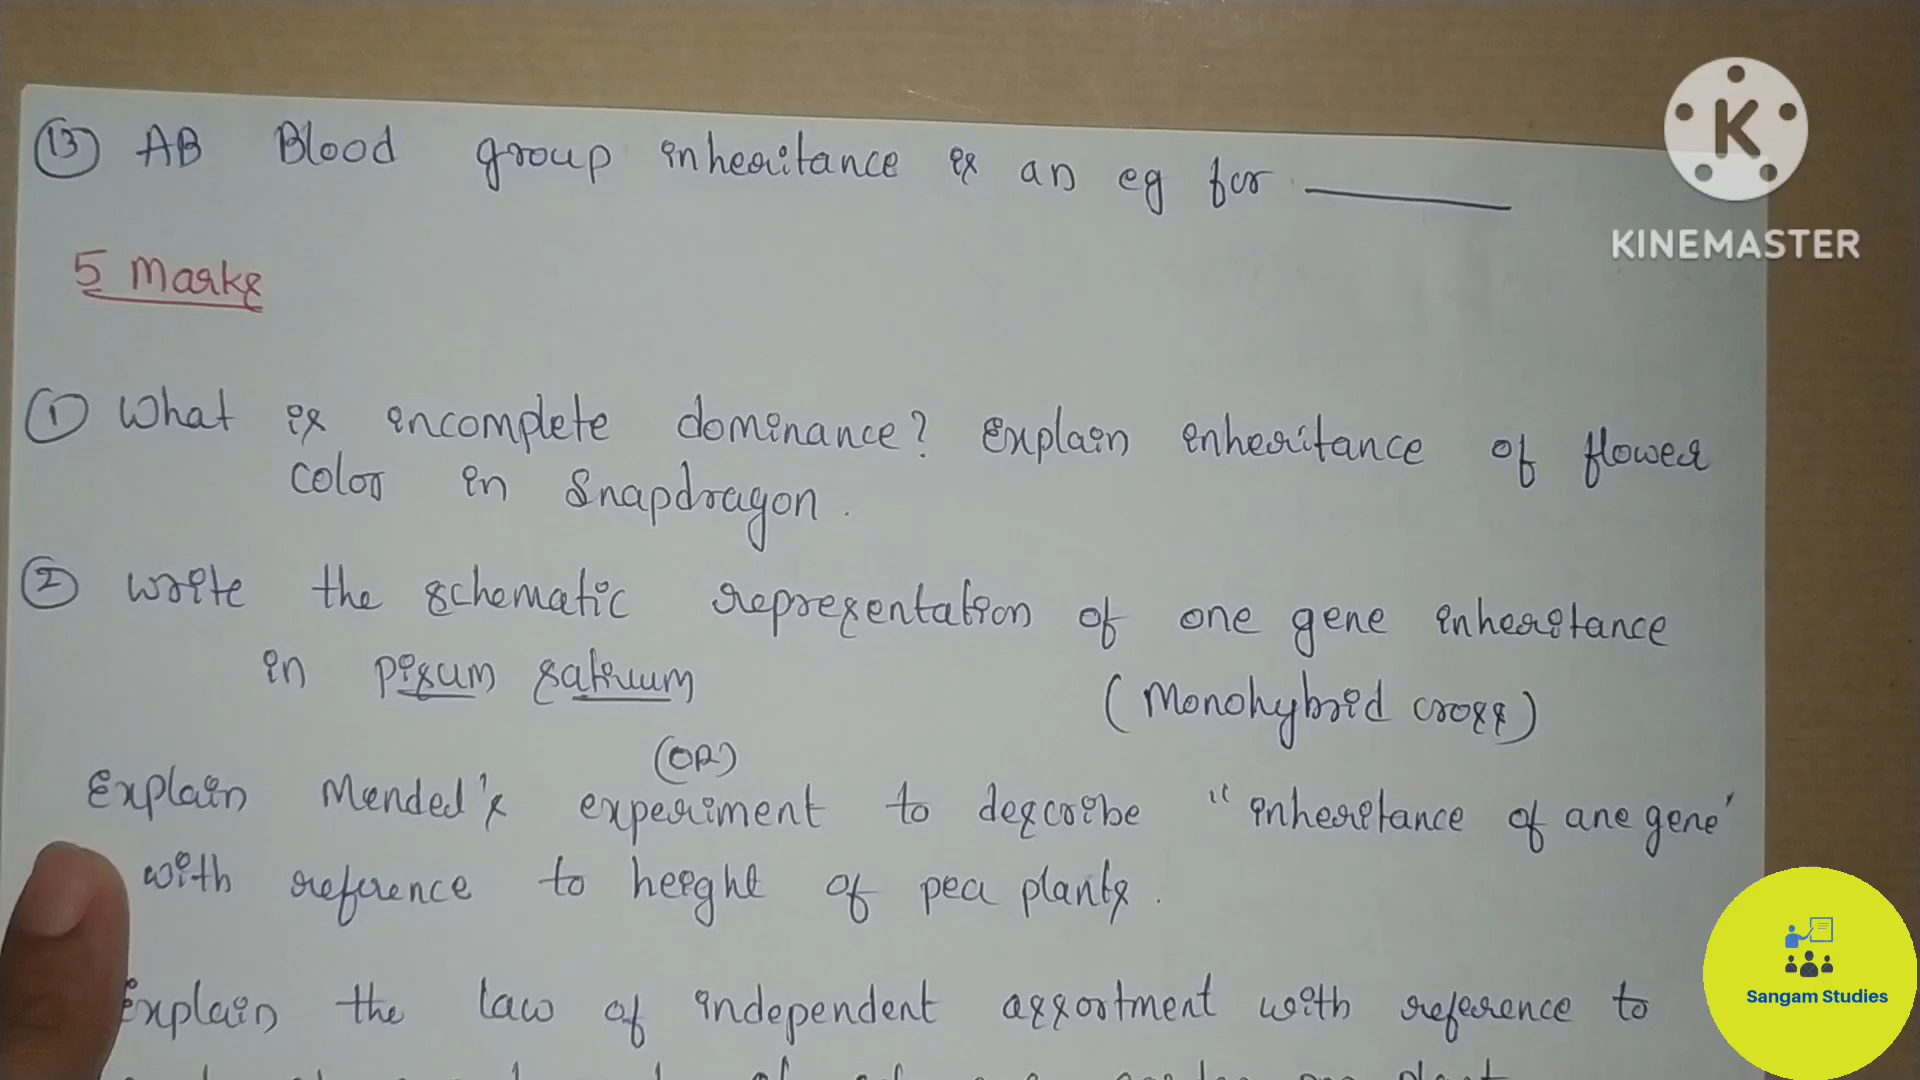 13 AB Blood group inheritance is an eg for ______
K
KINEMASTER
5 Marks
1 What is incomplete dominance? Explain inheritance of flower
color in Snapdragon.
2 Write the schematic representation of one gene inheritance
in pisum sativum
(Monohybrid cross)
(OR)
Explain Mendel's experiment to describe "inheritance of one gene"
with reference to height of pea plants.
Explain the law of independent assortment with reference to
Sangam Studies